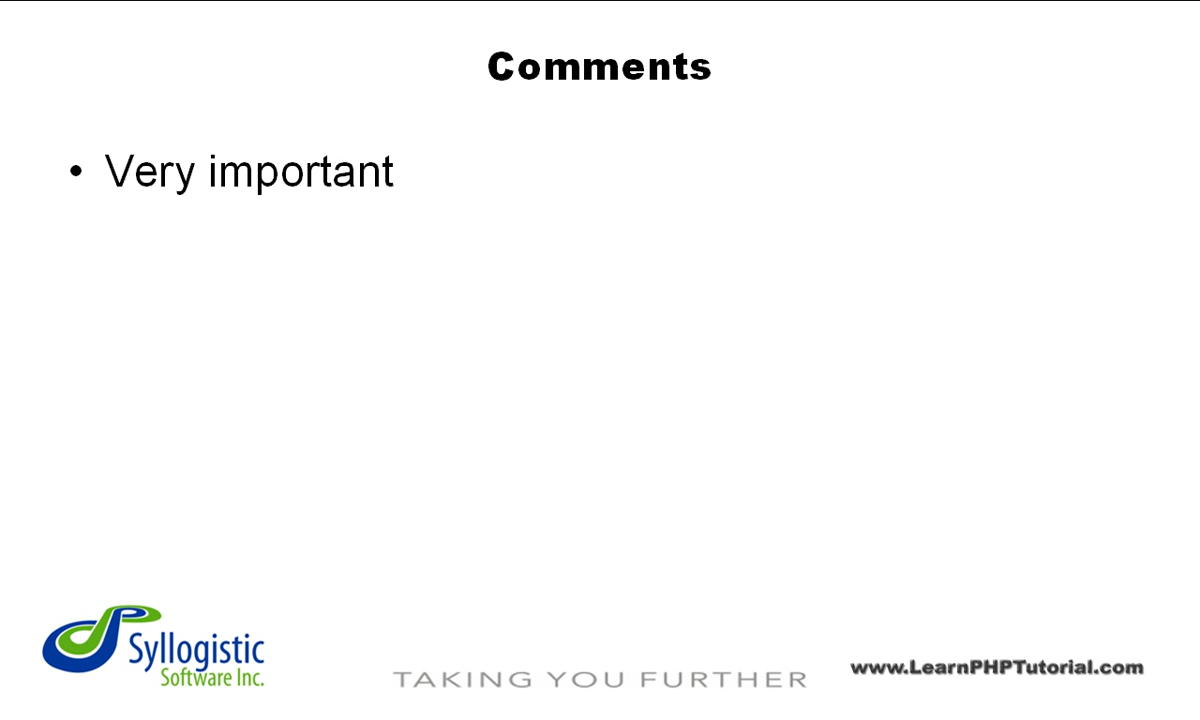 Comments
• Very important
Syllogistic
Software Inc.
TAKING YOU FURTHER
www.LearnPHPTutorial.com